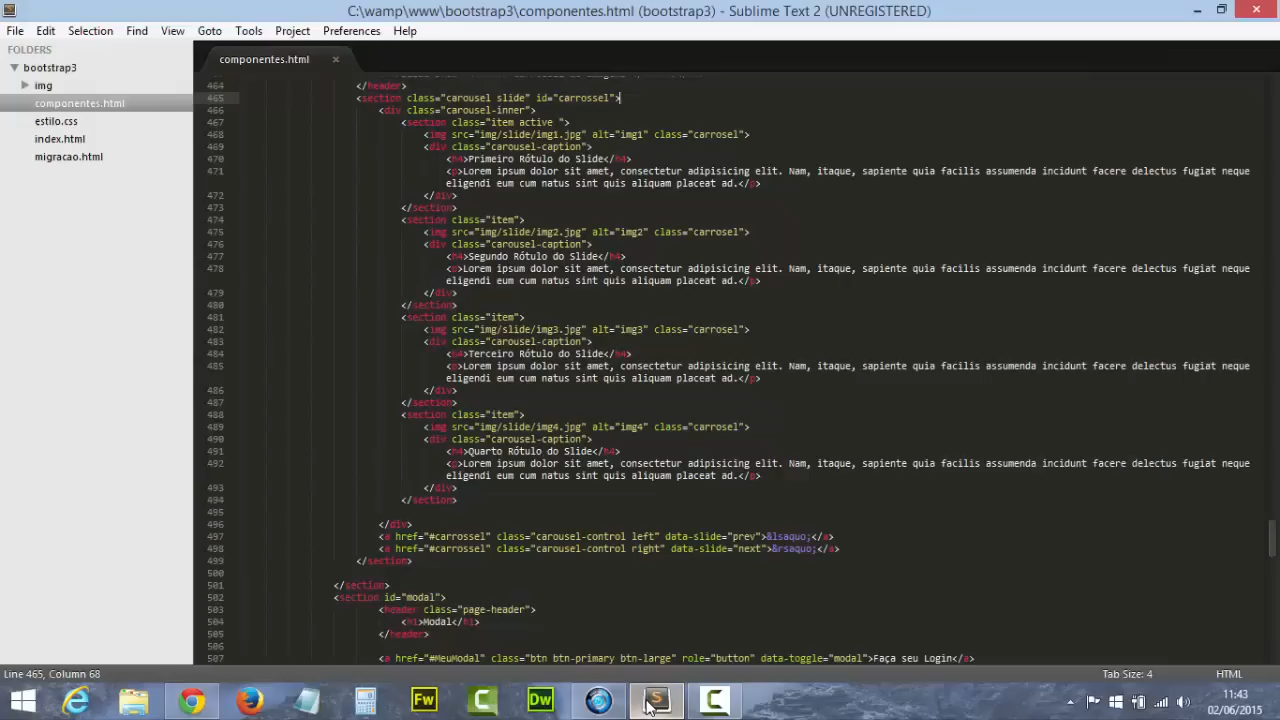 C:\wamp\www\bootstrap3\componentes.html (bootstrap3) - Sublime Text 2 (UNREGISTERED)
File Edit Selection Find View Goto Tools Project Preferences Help
FOLDERS
bootstrap3
img
componentes.html
estilo.css
index.html
migracao.html
componentes.html ×
464 </header>
465 <section class="carousel slide" id="carrossel">
466 <div class="carousel-inner">
467 <section class="item active ">
468 <img src="img/slide/img1.jpg" alt="img1" class="carrosel">
469 <div class="carousel-caption">
470 <h4>Primeiro Rótulo do Slide</h4>
471 <p>Lorem ipsum dolor sit amet, consectetur adipisicing elit. Nam, itaque, sapiente quia facilis assumenda incidunt facere delectus fugiat neque
eligendi eum cum natus sint quis aliquam placeat ad.</p>
472 </div>
473 </section>
474 <section class="item">
475 <img src="img/slide/img2.jpg" alt="img2" class="carrosel">
476 <div class="carousel-caption">
477 <h4>Segundo Rótulo do Slide</h4>
478 <p>Lorem ipsum dolor sit amet, consectetur adipisicing elit. Nam, itaque, sapiente quia facilis assumenda incidunt facere delectus fugiat neque
eligendi eum cum natus sint quis aliquam placeat ad.</p>
479 </div>
480 </section>
481 <section class="item">
482 <img src="img/slide/img3.jpg" alt="img3" class="carrosel">
483 <div class="carousel-caption">
484 <h4>Terceiro Rótulo do Slide</h4>
485 <p>Lorem ipsum dolor sit amet, consectetur adipisicing elit. Nam, itaque, sapiente quia facilis assumenda incidunt facere delectus fugiat neque
eligendi eum cum natus sint quis aliquam placeat ad.</p>
486 </div>
487 </section>
488 <section class="item">
489 <img src="img/slide/img4.jpg" alt="img4" class="carrosel">
490 <div class="carousel-caption">
491 <h4>Quarto Rótulo do Slide</h4>
492 <p>Lorem ipsum dolor sit amet, consectetur adipisicing elit. Nam, itaque, sapiente quia facilis assumenda incidunt facere delectus fugiat neque
eligendi eum cum natus sint quis aliquam placeat ad.</p>
493 </div>
494 </section>
495
496 </div>
497 <a href="#carrossel" class="carousel-control left" data-slide="prev">&lsaquo;</a>
498 <a href="#carrossel" class="carousel-control right" data-slide="next">&rsaquo;</a>
499 </section>
500
501 </section>
502 <section id="modal">
503 <header class="page-header">
504 <h1>Modal</h1>
505 </header>
506
507 <a href="#MeuModal" class="btn btn-primary btn-large" role="button" data-toggle="modal">Faça seu Login</a>
Line 465, Column 68 Tab Size: 4 HTML
Fw Dw
11:43
02/06/2015